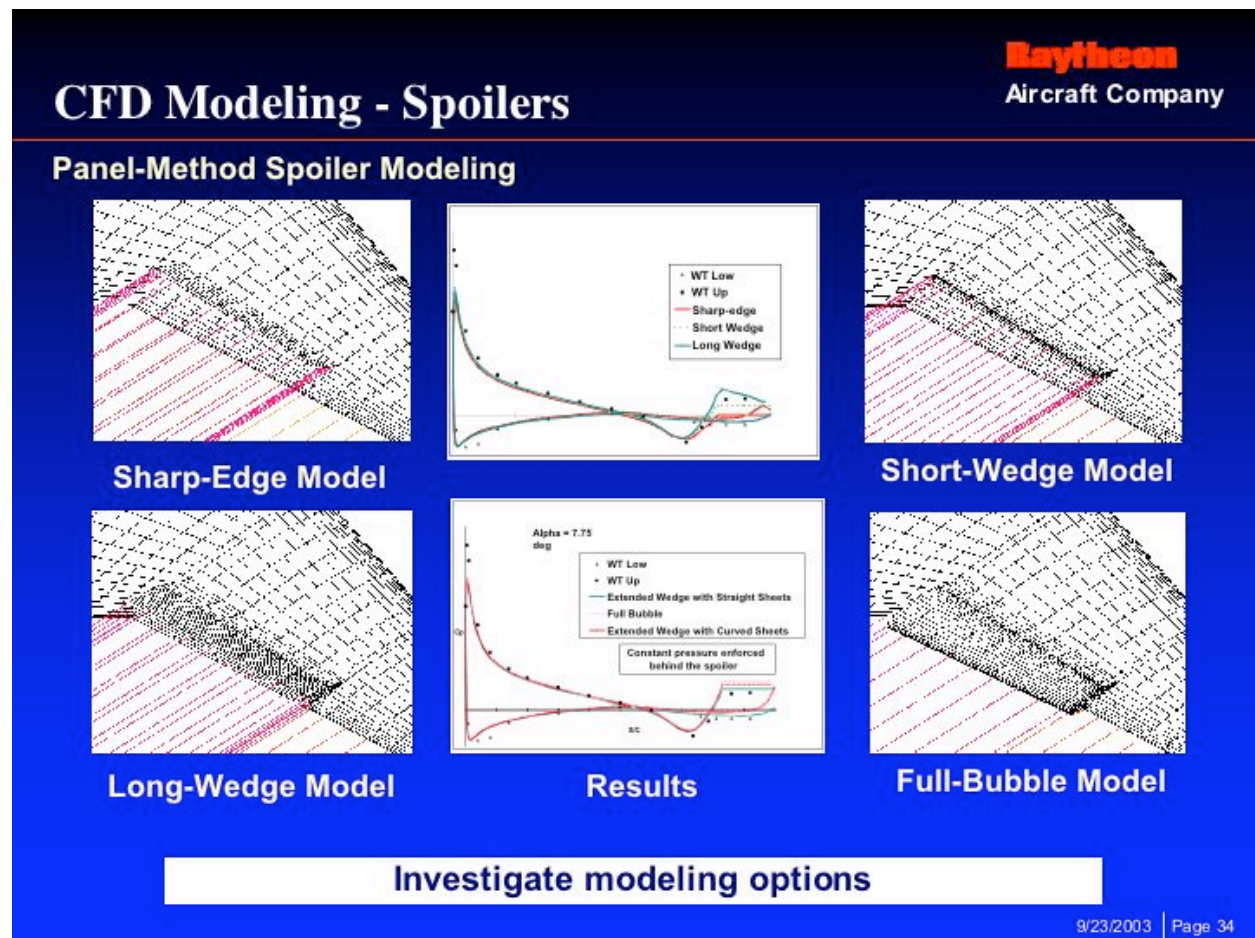 Raytheon
Aircraft Company
CFD Modeling - Spoilers
Panel-Method Spoiler Modeling
WT Low
WT Up
Sharp-edge
Short Wedge
Long Wedge
Sharp-Edge Model
Short-Wedge Model
Alpha = 7.75
deg
WT Low
WT Up
Extended Wedge with Straight Sheets
Full Bubble
Extended Wedge with Curved Sheets
Constant pressure enforced
behind the spoiler
Cp
x/c
Long-Wedge Model
Results
Full-Bubble Model
Investigate modeling options
9/23/2003 Page 34